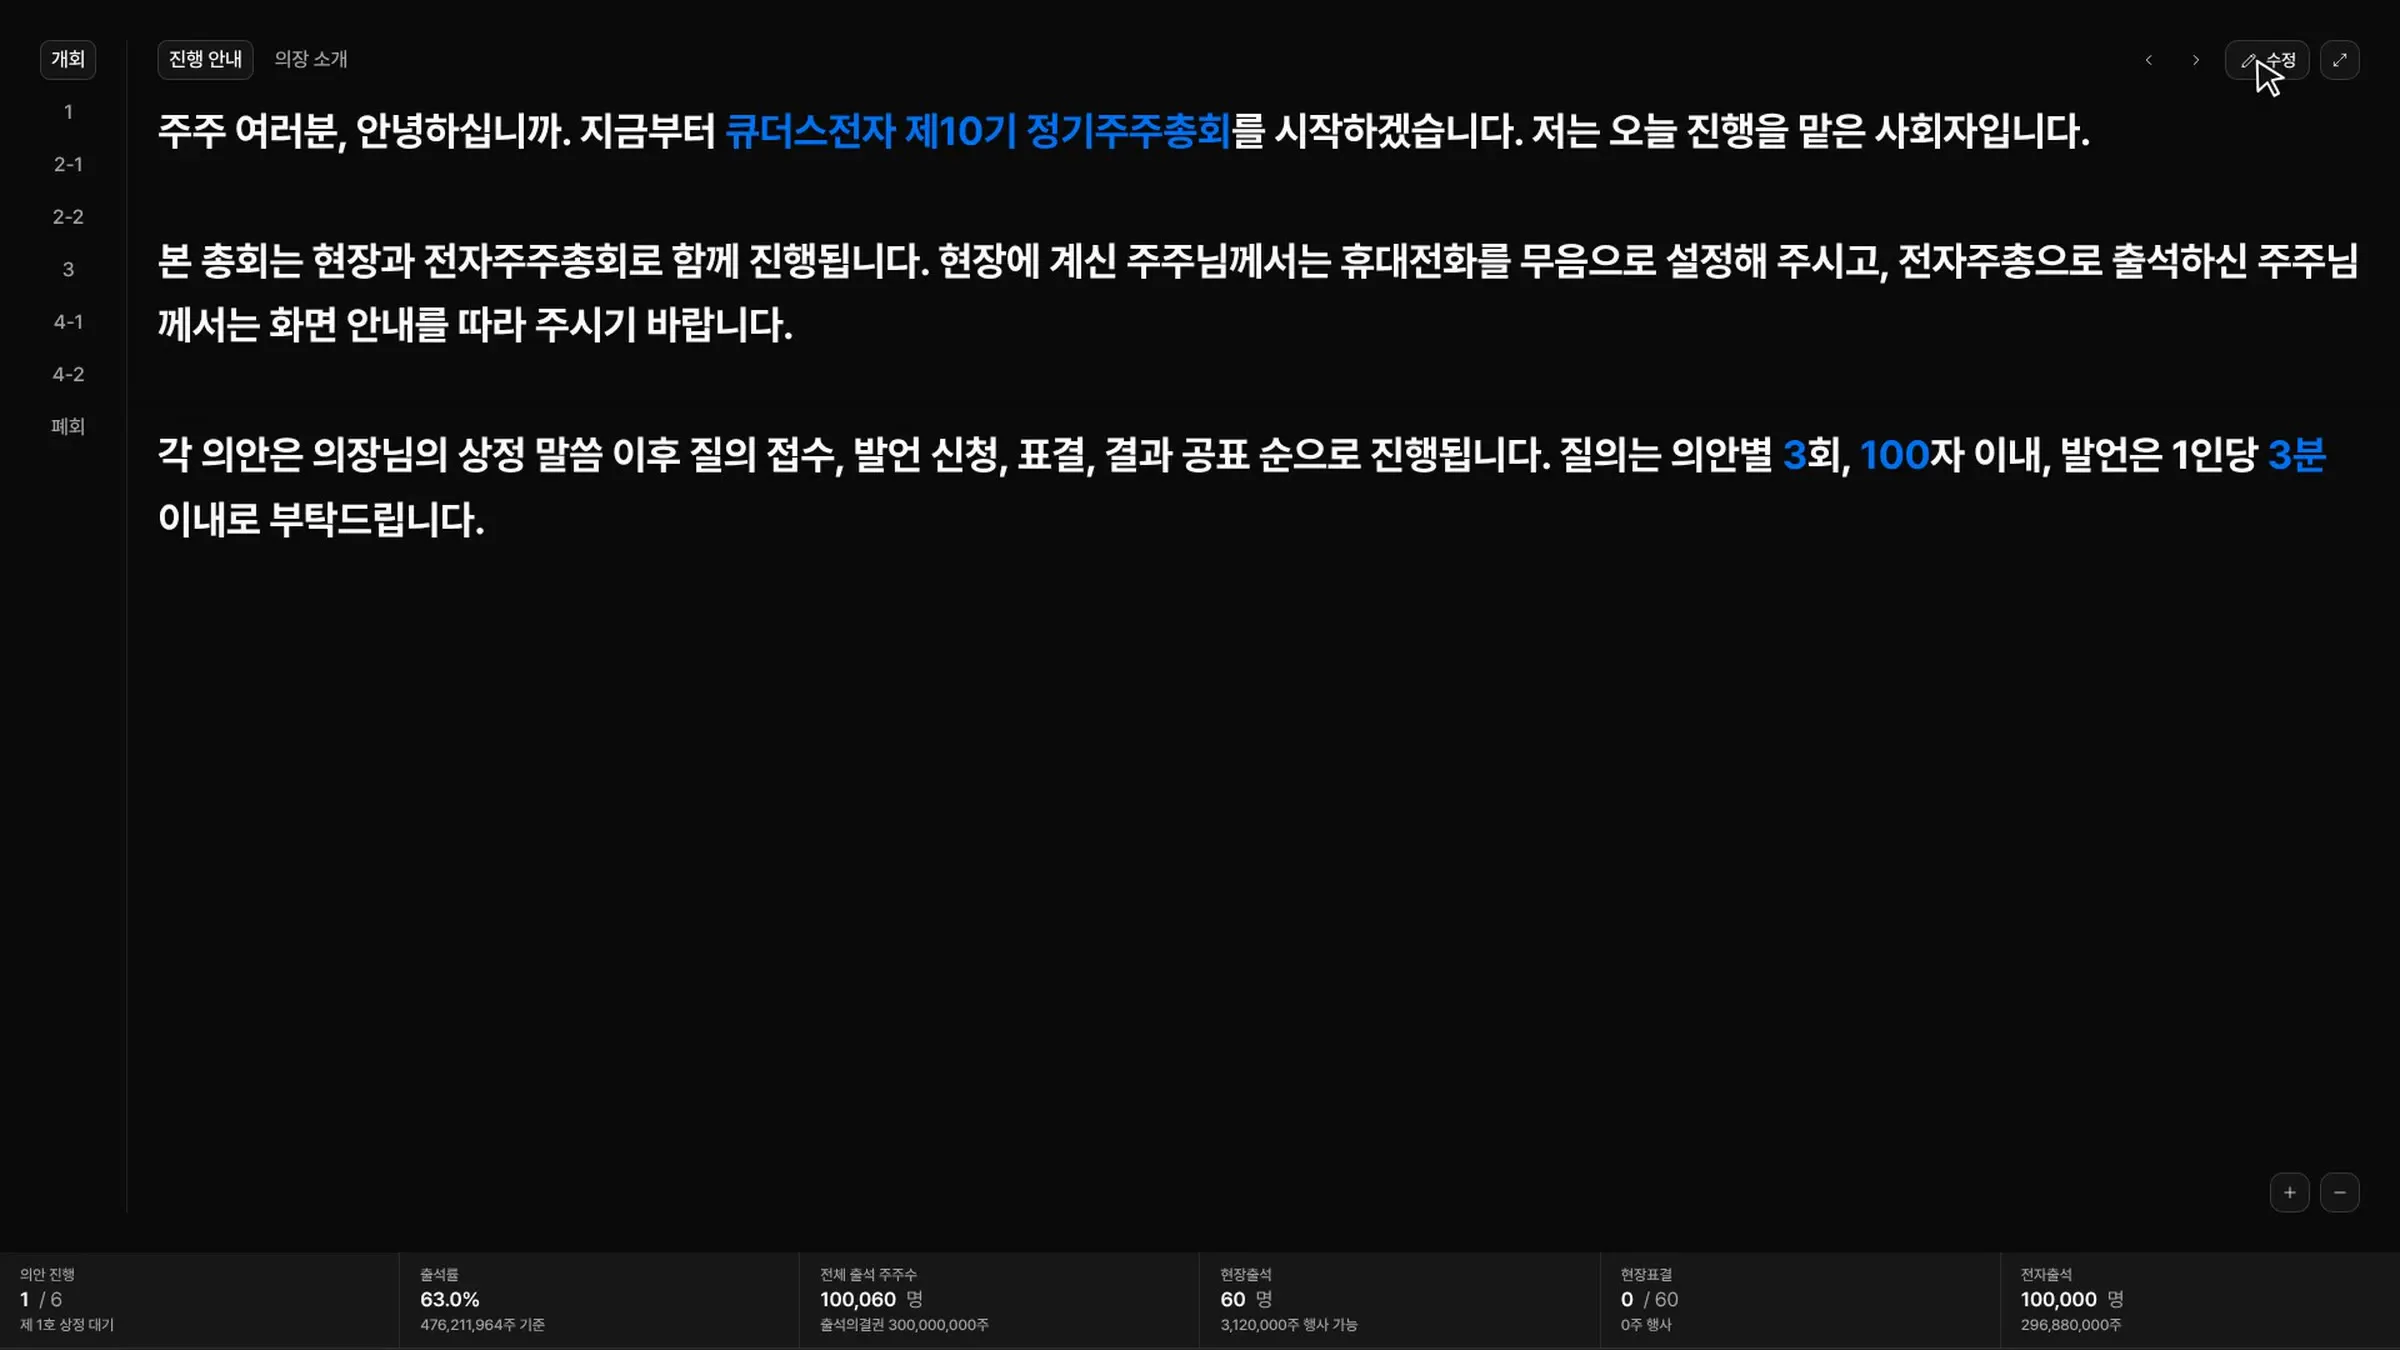 개회
1
2-1
2-2
3
4-1
4-2
폐회
진행 안내 의장 소개
수정
주주 여러분, 안녕하십니까. 지금부터 큐더스전자 제10기 정기주주총회를 시작하겠습니다. 저는 오늘 진행을 맡은 사회자입니다.
본 총회는 현장과 전자주주총회로 함께 진행됩니다. 현장에 계신 주주님께서는 휴대전화를 무음으로 설정해 주시고, 전자주총으로 출석하신 주주님
께서는 화면 안내를 따라 주시기 바랍니다.
각 의안은 의장님의 상정 말씀 이후 질의 접수, 발언 신청, 표결, 결과 공표 순으로 진행됩니다. 질의는 의안별 3회, 100자 이내, 발언은 1인당 3분
이내로 부탁드립니다.
+ −
의안 진행
1 / 6
제 1호 상정 대기
출석률
63.0%
476,211,964주 기준
전체 출석 주주수
100,060 명
출석의결권 300,000,000주
현장출석
60 명
3,120,000주 행사 가능
현장표결
0 / 60
0주 행사
전자출석
100,000 명
296,880,000주